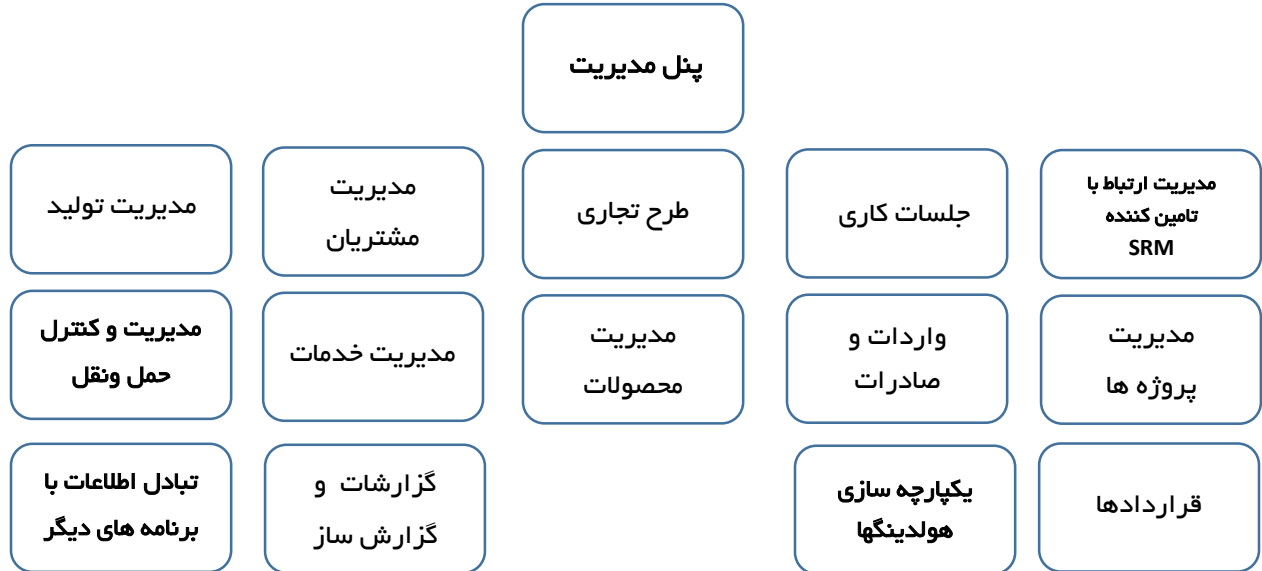 پنل مدیریت
مدیریت ارتباط با
تامین کننده
SRM
جلسات کاری
طرح تجاری
مدیریت
مشتریان
مدیریت تولید
مدیریت
پروژه ها
واردات و
صادرات
مدیریت
محصولات
مدیریت خدمات
مدیریت و کنترل
حمل ونقل
قراردادها
یکپارچه سازی
هولدینگها
گزارشات و
گزارش ساز
تبادل اطلاعات با
برنامه های دیگر